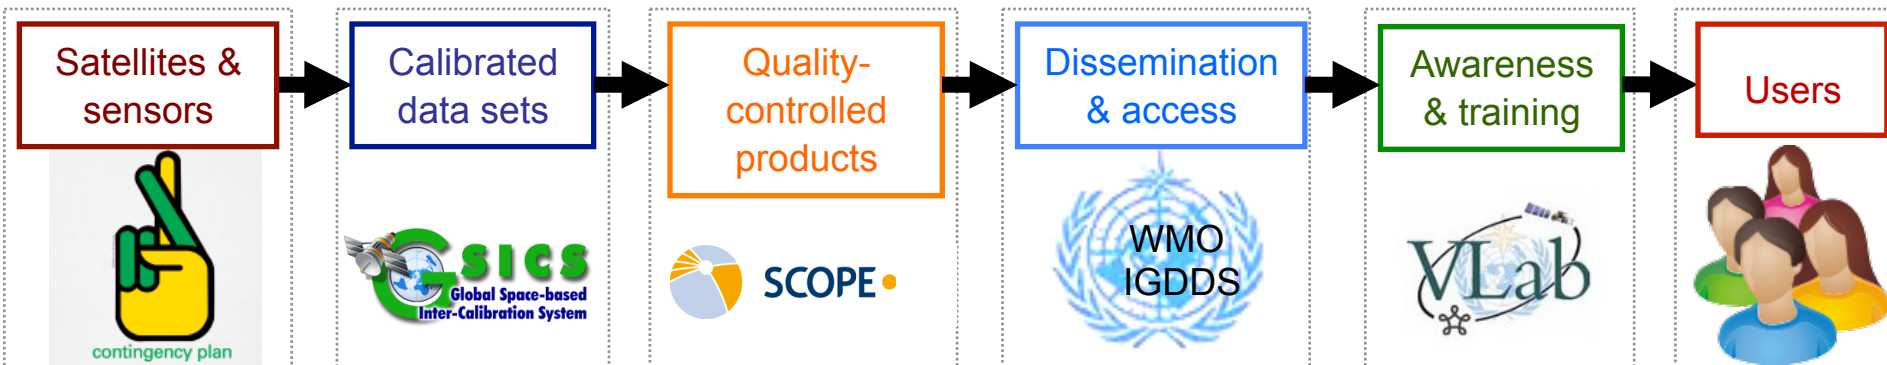 Satellites &
sensors
contingency plan
Calibrated
data sets
GSICS
Global Space-based
Inter-Calibration System
Quality-
controlled
products
SCOPE
Dissemination
& access
WMO
IGDDS
Awareness
& training
VLab
Users